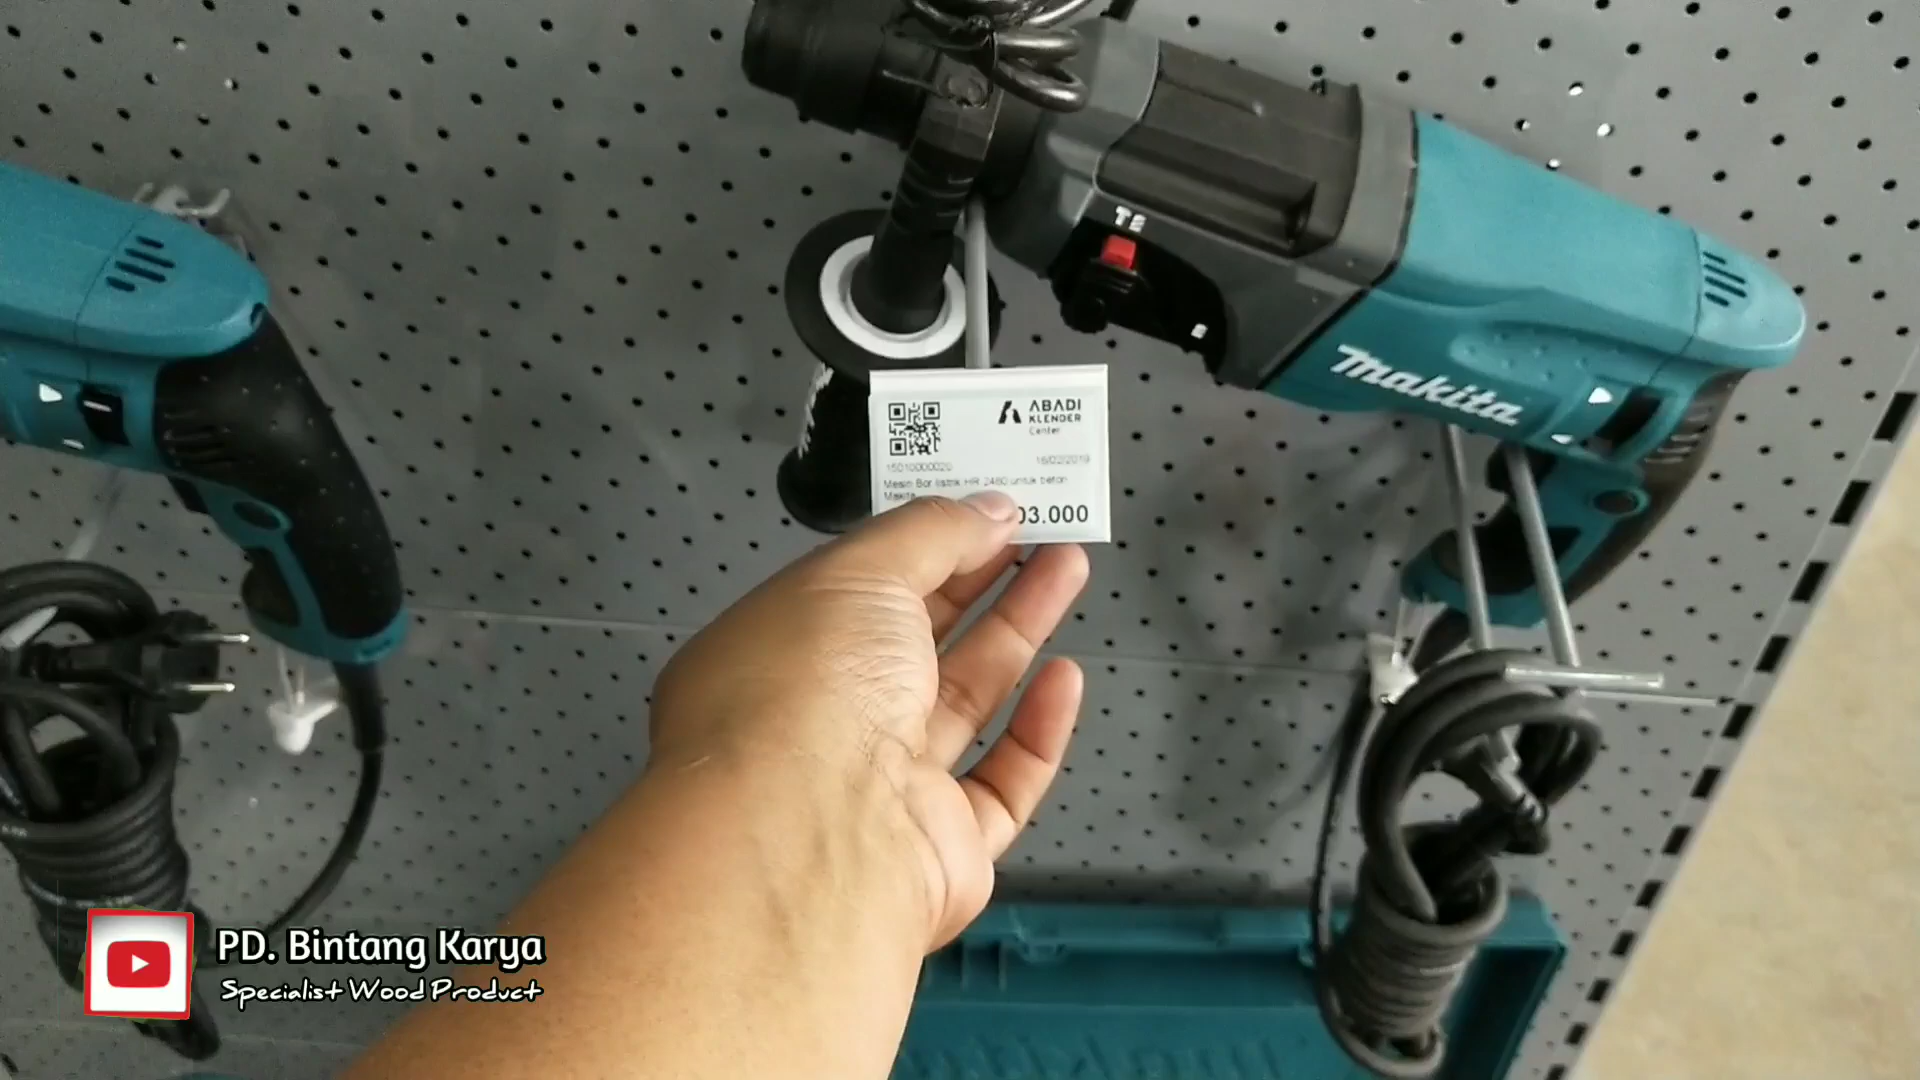 makita
ABADI
KLENDER
Center
15010000020
16/02/2019
Mesin Bor listrik HR 2460 untuk beton
Makita
03.000
PD. Bintang Karya
Specialist Wood Product